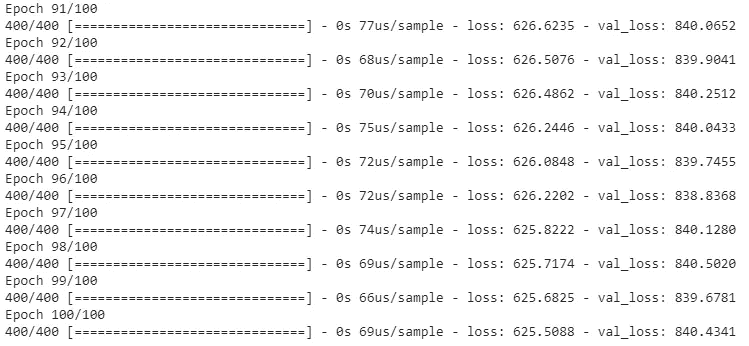 Epoch 91/100
400/400 [==============================] - 0s 77us/sample - loss: 626.6235 - val_loss: 840.0652
Epoch 92/100
400/400 [==============================] - 0s 68us/sample - loss: 626.5076 - val_loss: 839.9041
Epoch 93/100
400/400 [==============================] - 0s 70us/sample - loss: 626.4862 - val_loss: 840.2512
Epoch 94/100
400/400 [==============================] - 0s 75us/sample - loss: 626.2446 - val_loss: 840.0433
Epoch 95/100
400/400 [==============================] - 0s 72us/sample - loss: 626.0848 - val_loss: 839.7455
Epoch 96/100
400/400 [==============================] - 0s 72us/sample - loss: 626.2202 - val_loss: 838.8368
Epoch 97/100
400/400 [==============================] - 0s 74us/sample - loss: 625.8222 - val_loss: 840.1280
Epoch 98/100
400/400 [==============================] - 0s 69us/sample - loss: 625.7174 - val_loss: 840.5020
Epoch 99/100
400/400 [==============================] - 0s 66us/sample - loss: 625.6825 - val_loss: 839.6781
Epoch 100/100
400/400 [==============================] - 0s 69us/sample - loss: 625.5088 - val_loss: 840.4341